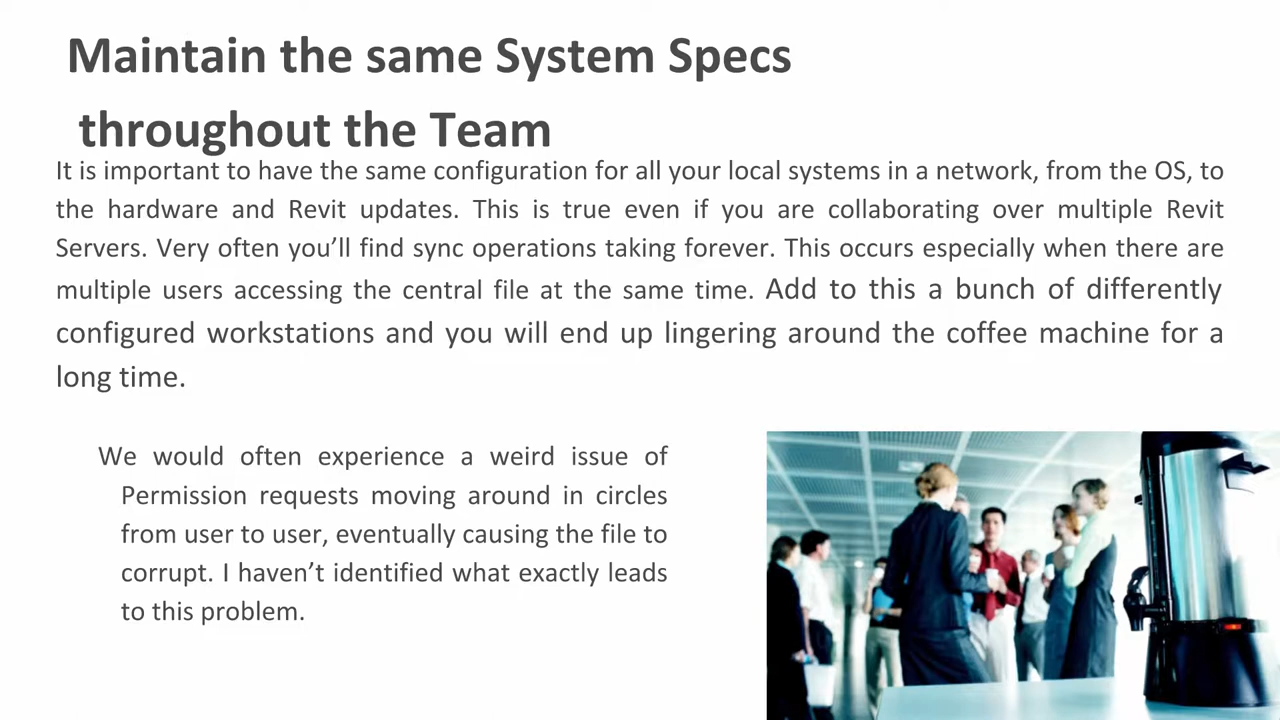 Maintain the same System Specs
throughout the Team
It is important to have the same configuration for all your local systems in a network, from the OS, to
the hardware and Revit updates. This is true even if you are collaborating over multiple Revit
Servers. Very often you’ll find sync operations taking forever. This occurs especially when there are
multiple users accessing the central file at the same time. Add to this a bunch of differently
configured workstations and you will end up lingering around the coffee machine for a
long time.
We would often experience a weird issue of
Permission requests moving around in circles
from user to user, eventually causing the file to
corrupt. I haven’t identified what exactly leads
to this problem.